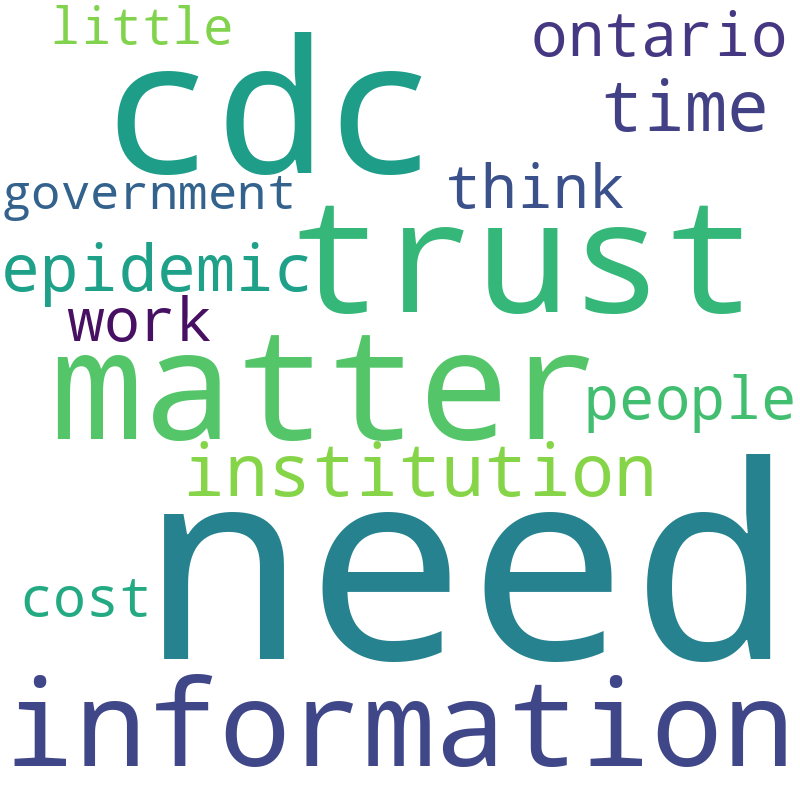 little
ontario
cdc
time
government
think
epidemic
trust
work
matter
people
institution
need
cost
information